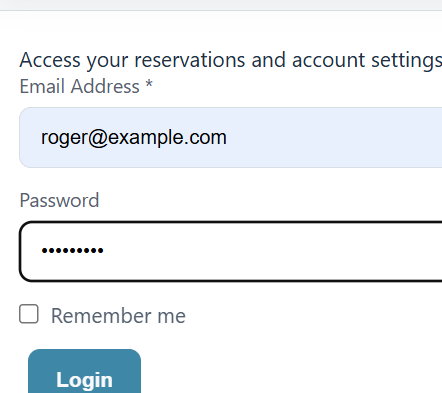 Access your reservations and account settings
Email Address *
roger@example.com
Password
•••••••••
Remember me
Login